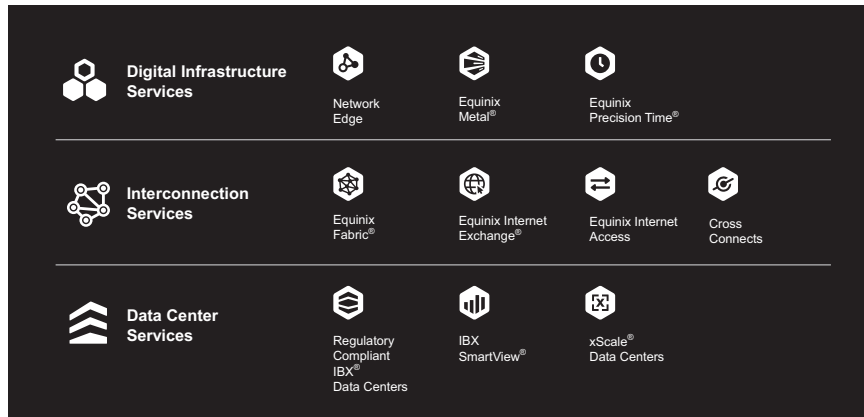 Digital Infrastructure
Services
Network
Edge
Equinix
Metal®
Equinix
Precision Time®
Interconnection
Services
Equinix
Fabric®
Equinix Internet
Exchange®
Equinix Internet
Access
Cross
Connects
Data Center
Services
Regulatory
Compliant
IBX®
Data Centers
IBX
SmartView®
xScale®
Data Centers